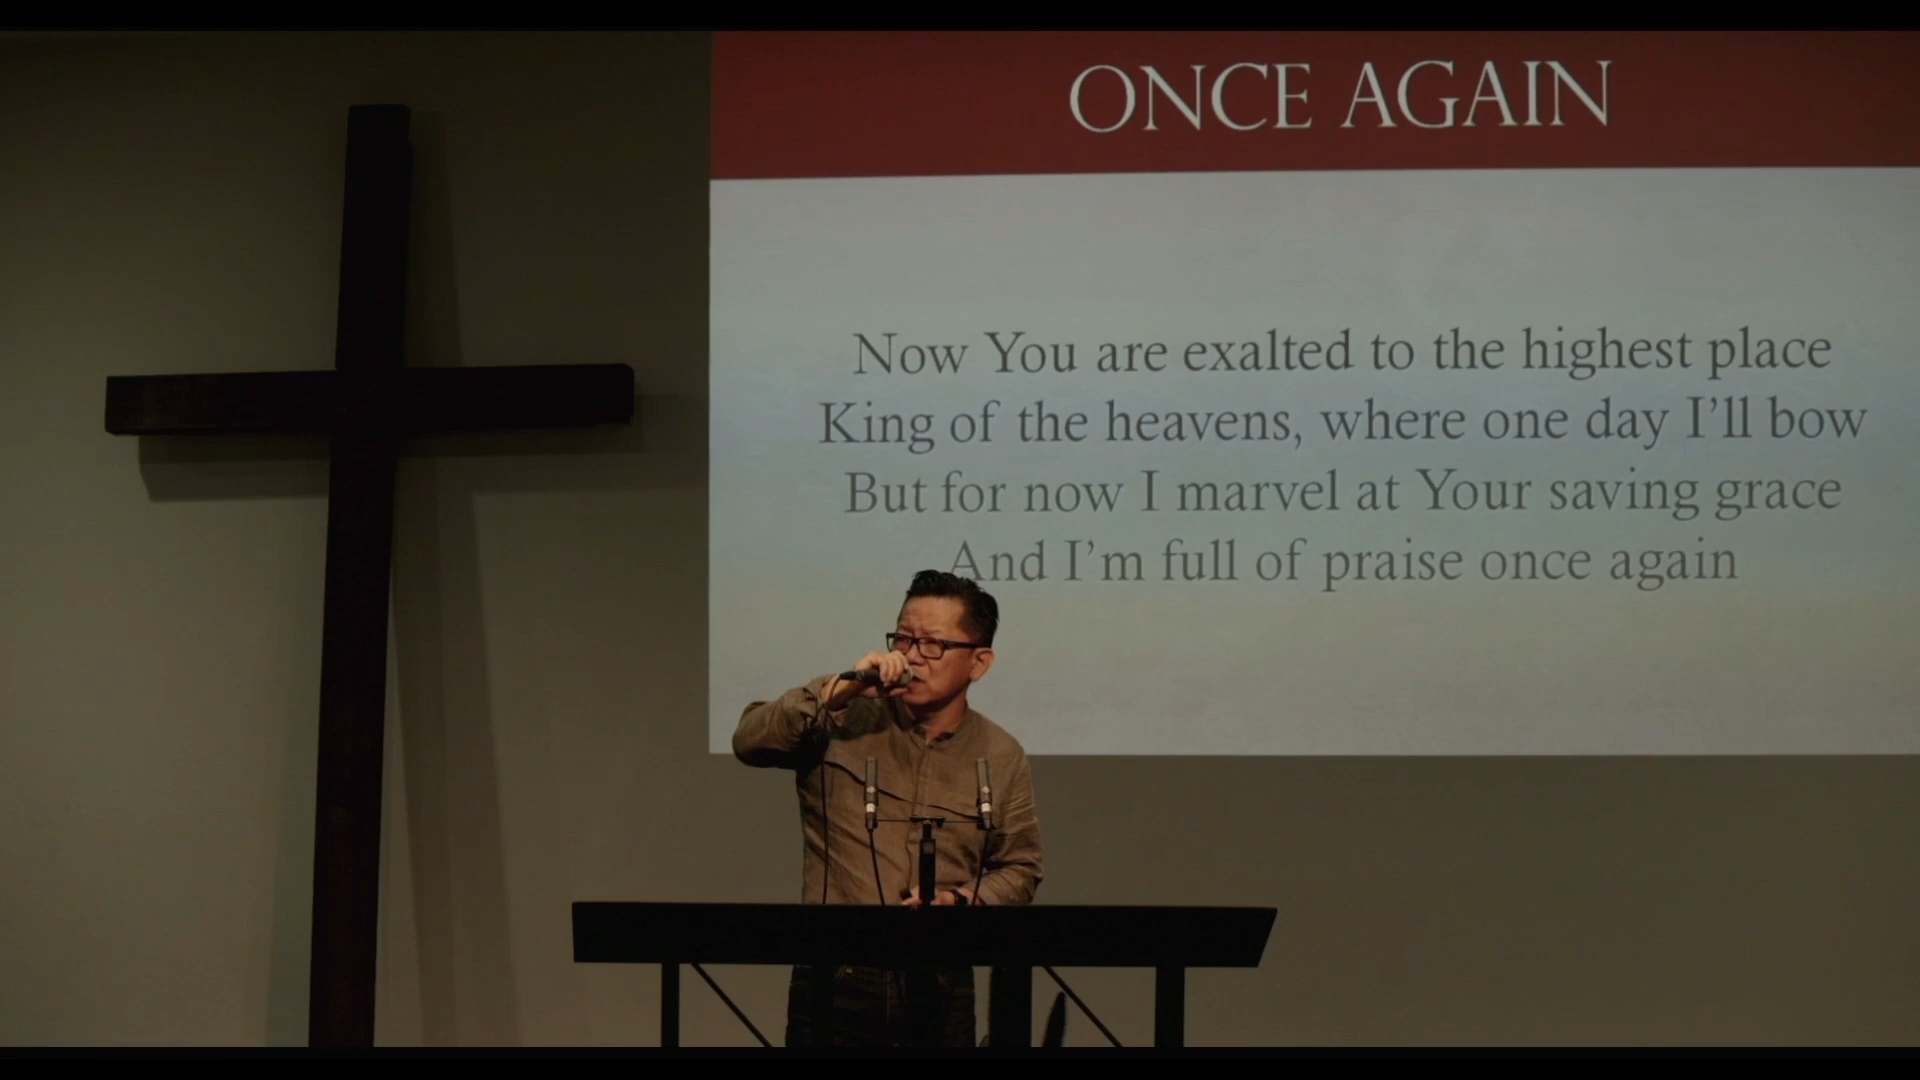 ONCE AGAIN
Now You are exalted to the highest place
King of the heavens, where one day I'll bow
But for now I marvel at Your saving grace
And I'm full of praise once again